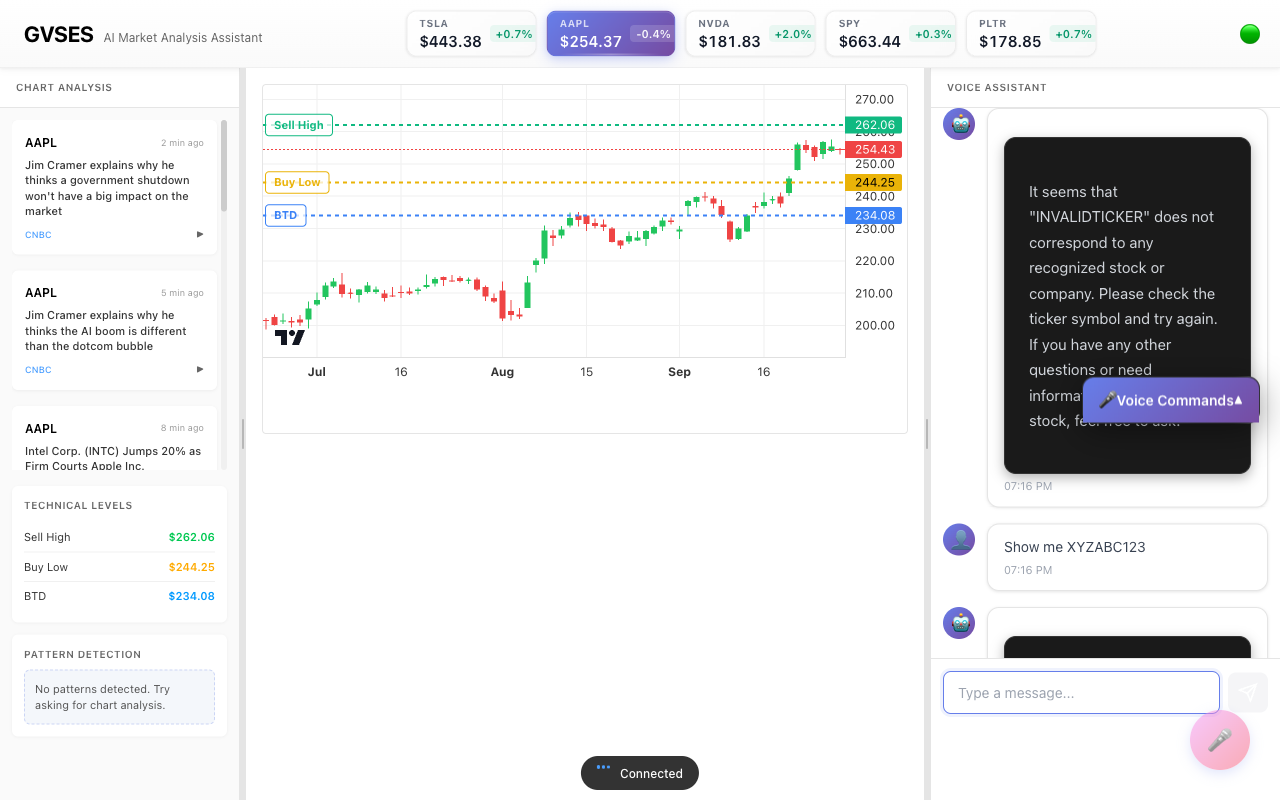 GVSES AI Market Analysis Assistant
TSLA
$443.38 +0.7%
AAPL
$254.37 -0.4%
NVDA
$181.83 +2.0%
SPY
$663.44 +0.3%
PLTR
$178.85 +0.7%
CHART ANALYSIS
AAPL 2 min ago
Jim Cramer explains why he
thinks a government shutdown
won't have a big impact on the
market
CNBC
AAPL 5 min ago
Jim Cramer explains why he
thinks the AI boom is different
than the dotcom bubble
CNBC
AAPL 8 min ago
Intel Corp. (INTC) Jumps 20% as
Firm Courts Apple Inc.
TECHNICAL LEVELS
Sell High $262.06
Buy Low $244.25
BTD $234.08
PATTERN DETECTION
No patterns detected. Try
asking for chart analysis.
Sell High
Buy Low
BTD
270.00
262.06
260.00
254.43
250.00
244.25
240.00
234.08
230.00
220.00
210.00
200.00
Jul 16 Aug 15 Sep 16
Connected
VOICE ASSISTANT
It seems that
"INVALIDTICKER" does not
correspond to any
recognized stock or
company. Please check the
ticker symbol and try again.
If you have any other
questions or need
stock, feel free to ask.
Voice Commands
07:16 PM
Show me XYZABC123
07:16 PM
Type a message...